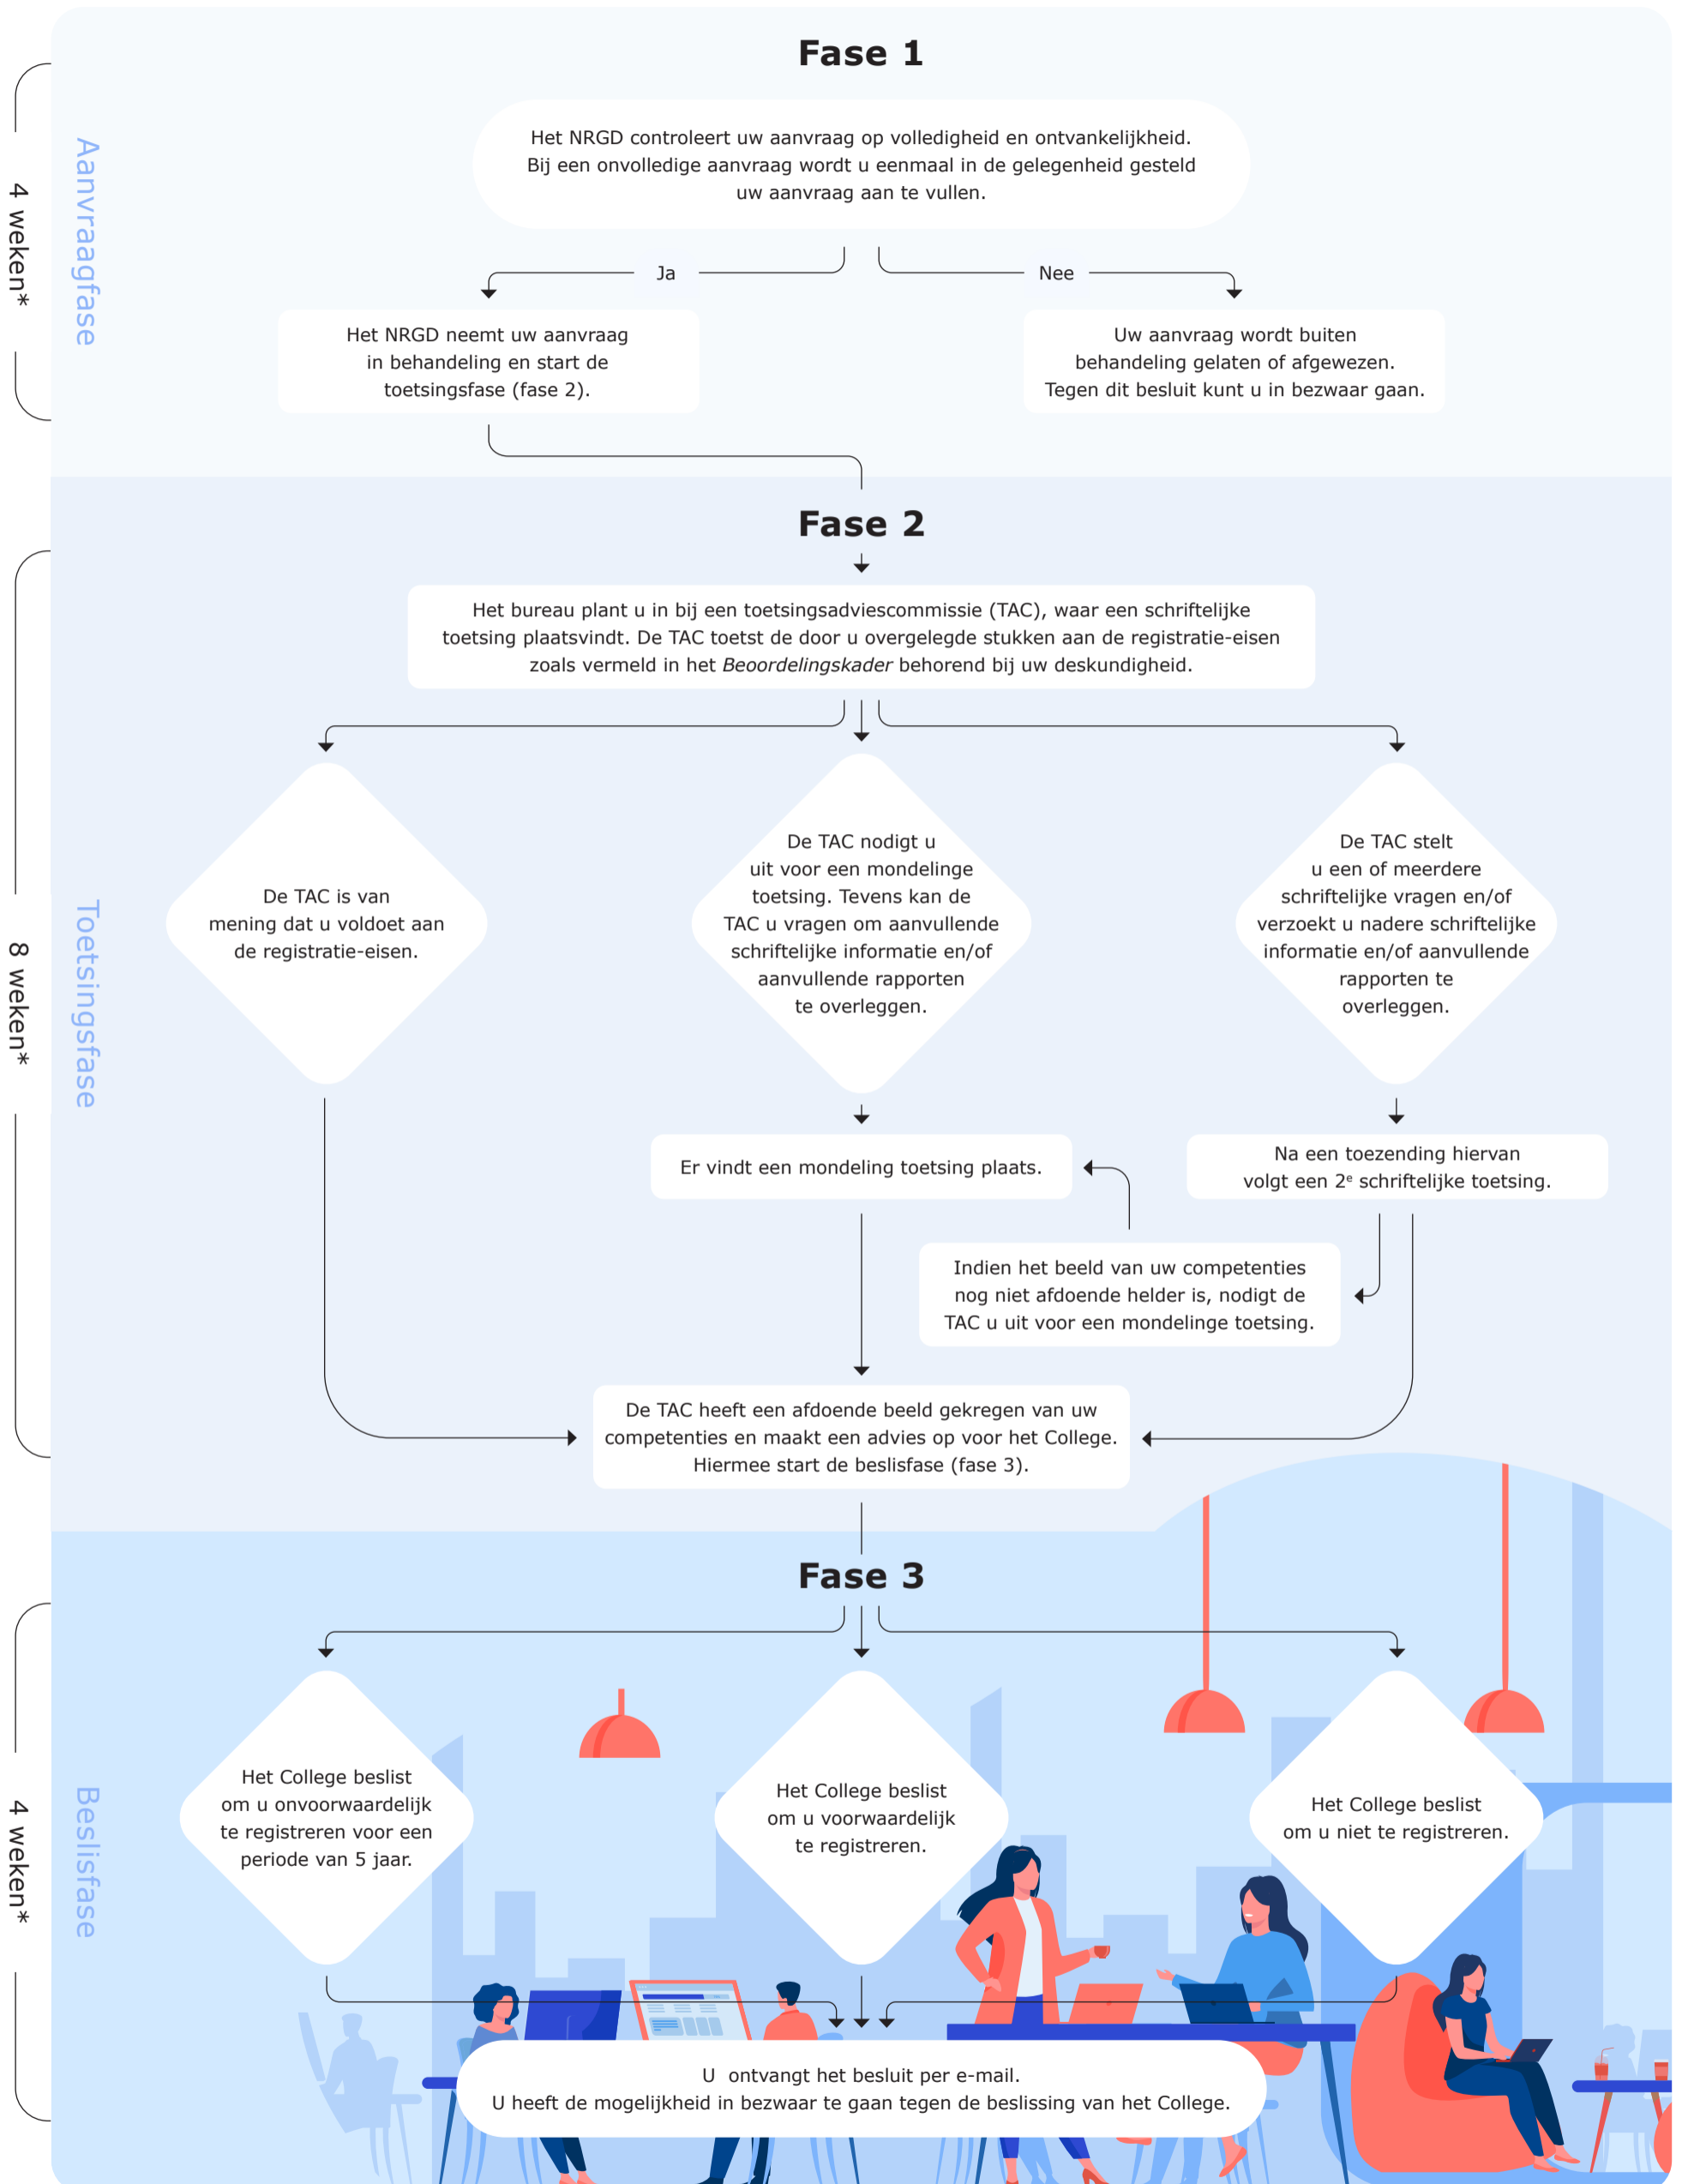 Fase 1
Aanvraagfase
4 weken*
Het NRGD controleert uw aanvraag op volledigheid en ontvankelijkheid.
Bij een onvolledige aanvraag wordt u eenmaal in de gelegenheid gesteld
uw aanvraag aan te vullen.
Ja
Nee
Het NRGD neemt uw aanvraag
in behandeling en start de
toetsingsfase (fase 2).
Uw aanvraag wordt buiten
behandeling gelaten of afgewezen.
Tegen dit besluit kunt u in bezwaar gaan.
Fase 2
Toetsingsfase
8 weken*
Het bureau plant u in bij een toetsingsadviescommissie (TAC), waar een schriftelijke
toetsing plaatsvindt. De TAC toetst de door u overgelegde stukken aan de registratie-eisen
zoals vermeld in het Beoordelingskader behorend bij uw deskundigheid.
De TAC is van
mening dat u voldoet aan
de registratie-eisen.
De TAC nodigt u
uit voor een mondelinge
toetsing. Tevens kan de
TAC u vragen om aanvullende
schriftelijke informatie en/of
aanvullende rapporten
te overleggen.
De TAC stelt
u een of meerdere
schriftelijke vragen en/of
verzoekt u nadere schriftelijke
informatie en/of aanvullende
rapporten te
overleggen.
Er vindt een mondeling toetsing plaats.
Na een toezending hiervan
volgt een 2e schriftelijke toetsing.
Indien het beeld van uw competenties
nog niet afdoende helder is, nodigt de
TAC u uit voor een mondelinge toetsing.
De TAC heeft een afdoende beeld gekregen van uw
competenties en maakt een advies op voor het College.
Hiermee start de beslisfase (fase 3).
Fase 3
Beslisfase
4 weken*
Het College beslist
om u onvoorwaardelijk
te registreren voor een
periode van 5 jaar.
Het College beslist
om u voorwaardelijk
te registreren.
Het College beslist
om u niet te registreren.
U ontvangt het besluit per e-mail.
U heeft de mogelijkheid in bezwaar te gaan tegen de beslissing van het College.